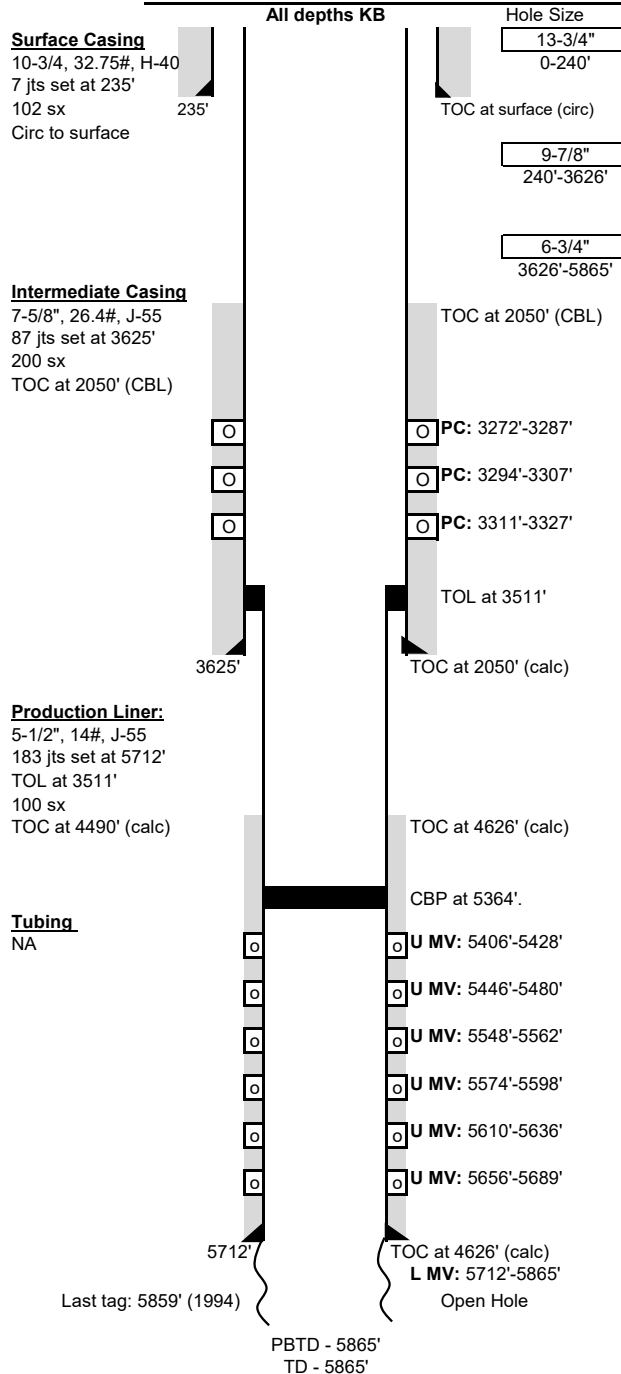 All depths KB
Hole Size
Surface Casing
10-3/4, 32.75#, H-40
7 jts set at 235'
102 sx
Circ to surface
235'
TOC at surface (circ)
13-3/4"
0-240'
9-7/8"
240'-3626'
6-3/4"
3626'-5865'
Intermediate Casing
7-5/8", 26.4#, J-55
87 jts set at 3625'
200 sx
TOC at 2050' (CBL)
TOC at 2050' (CBL)
O O PC: 3272'-3287'
O O PC: 3294'-3307'
O O PC: 3311'-3327'
TOL at 3511'
3625'
TOC at 2050' (calc)
Production Liner:
5-1/2", 14#, J-55
183 jts set at 5712'
TOL at 3511'
100 sx
TOC at 4490' (calc)
TOC at 4626' (calc)
CBP at 5364'.
Tubing
NA
o o U MV: 5406'-5428'
o o U MV: 5446'-5480'
o o U MV: 5548'-5562'
o o U MV: 5574'-5598'
o o U MV: 5610'-5636'
o o U MV: 5656'-5689'
5712'
TOC at 4626' (calc)
L MV: 5712'-5865'
Last tag: 5859' (1994)
Open Hole
PBTD - 5865'
TD - 5865'